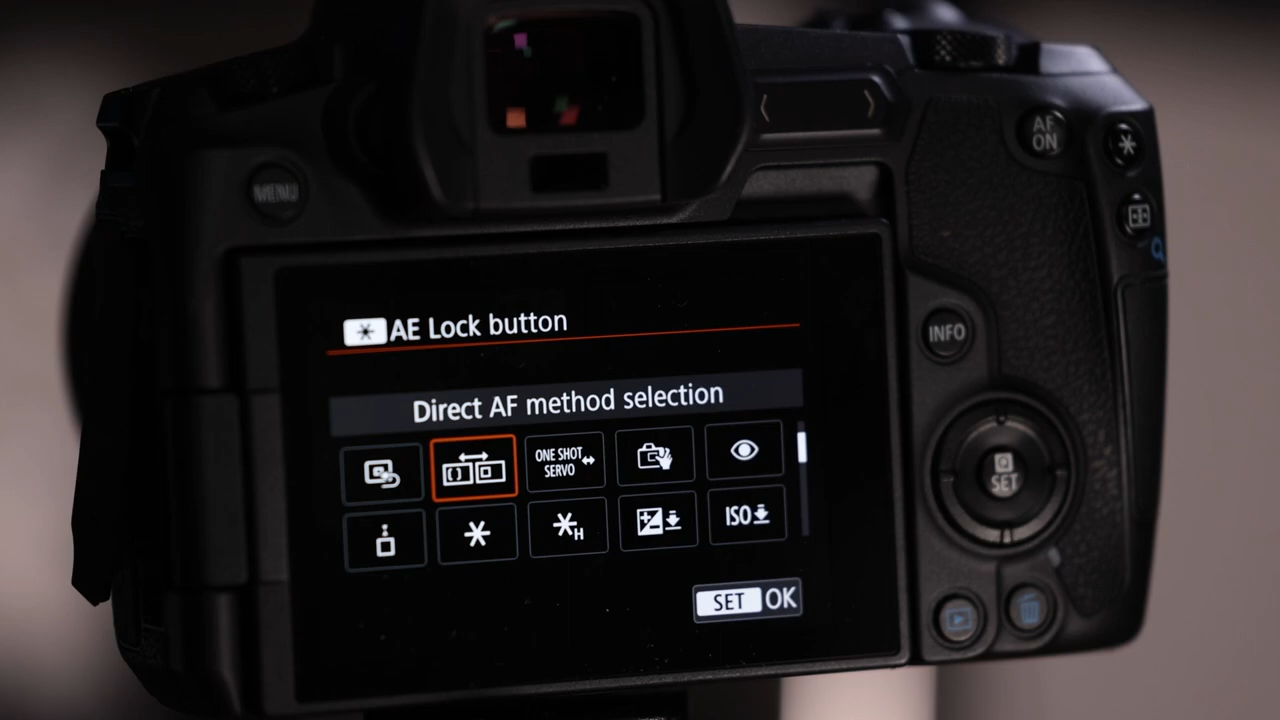 AF
ON
MENU
AE Lock button
INFO
Direct AF method selection
ONE SHOT
SERVO
Q
SET
H
ISO
SET OK